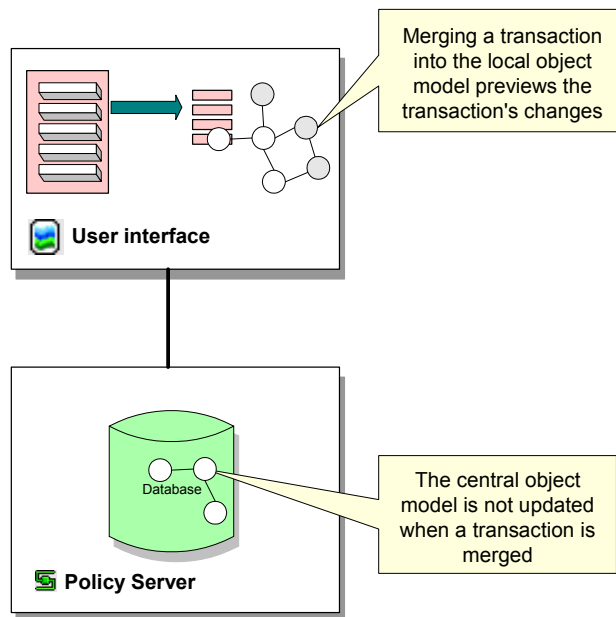 Merging a transaction
into the local object
model previews the
transaction's changes
User interface
Database
The central object
model is not updated
when a transaction is
merged
Policy Server